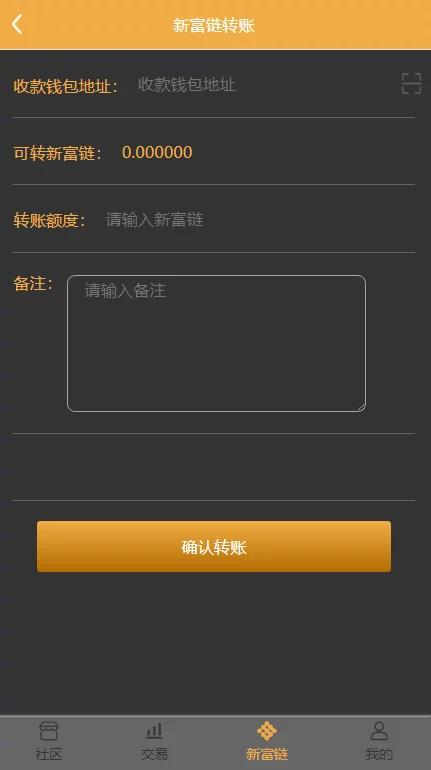 新富链转账
收款钱包地址： 收款钱包地址
可转新富链： 0.000000
转账额度： 请输入新富链
备注： 请输入备注
确认转账
社区 交易 新富链 我的